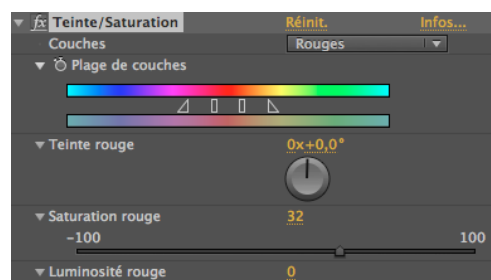 fx Teinte/Saturation Réinit. Infos...
Couches Rouges
Plage de couches
Teinte rouge 0x+0,0°
Saturation rouge 32
-100 100
Luminosité rouge 0